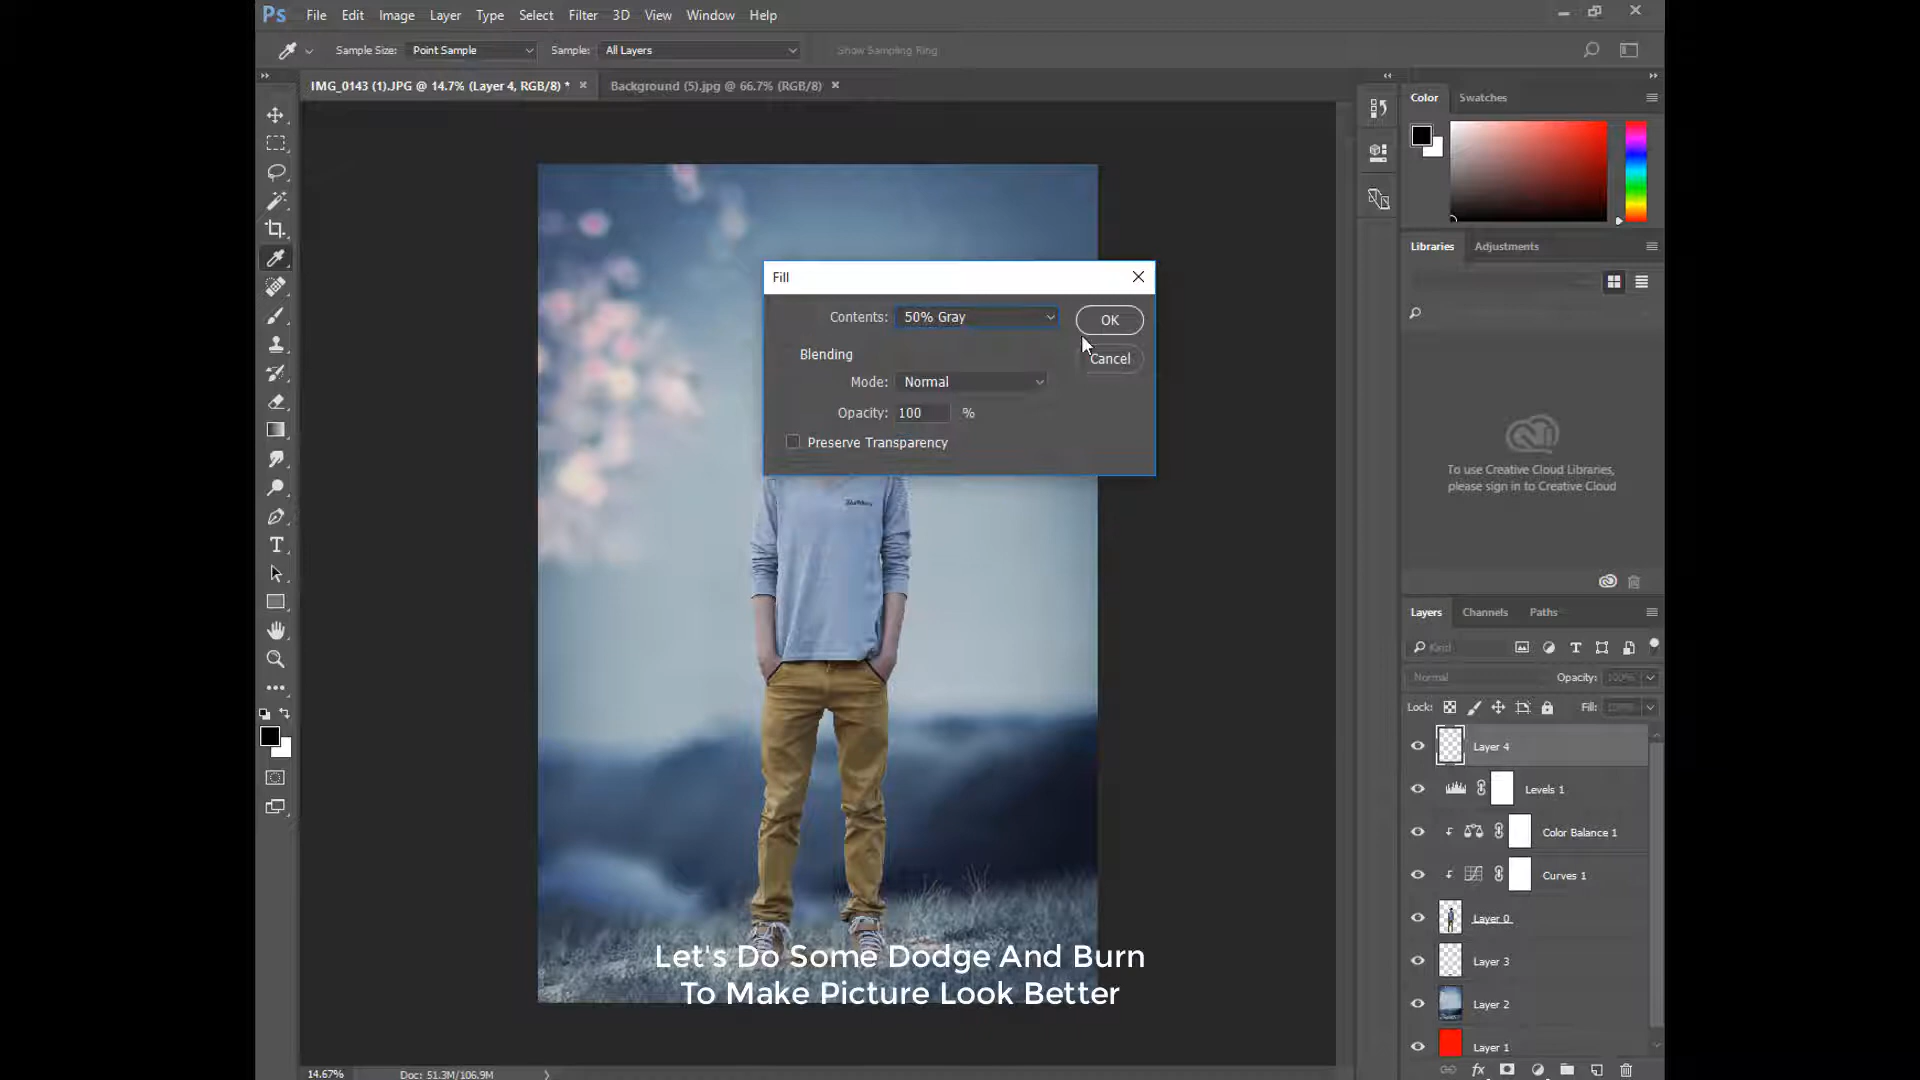 Ps File Edit Image Layer Type Select Filter 3D View Window Help
Sample Size: Point Sample Sample: All Layers Show Sampling Ring
IMG_0143 (1).JPG @ 14.7% (Layer 4, RGB/8) * × Background (5).jpg @ 66.7% (RGB/8) ×
Color Swatches
Libraries Adjustments
Fill
Contents: 50% Gray OK
Blending Cancel
Mode: Normal
Opacity: 100 %
Preserve Transparency
To use Creative Cloud Libraries,
please sign in to Creative Cloud
Layers Channels Paths
Kind
Normal Opacity: 100%
Lock: Fill: 100%
Layer 4
Levels 1
Color Balance 1
Curves 1
Layer 0
Layer 3
Layer 2
Layer 1
Let's Do Some Dodge And Burn
To Make Picture Look Better
14.67% Doc: 51.3M/106.9M